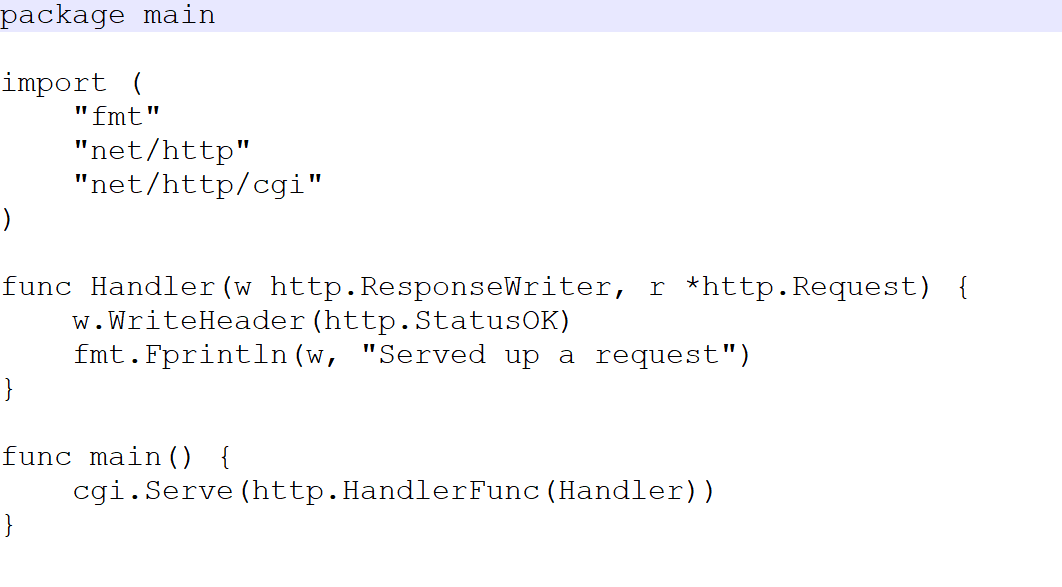 package main
import (
"fmt"
"net/http"
"net/http/cgi"
)
func Handler(w http.ResponseWriter, r *http.Request) {
w.WriteHeader(http.StatusOK)
fmt.Fprintln(w, "Served up a request")
}
func main() {
cgi.Serve(http.HandlerFunc(Handler))
}